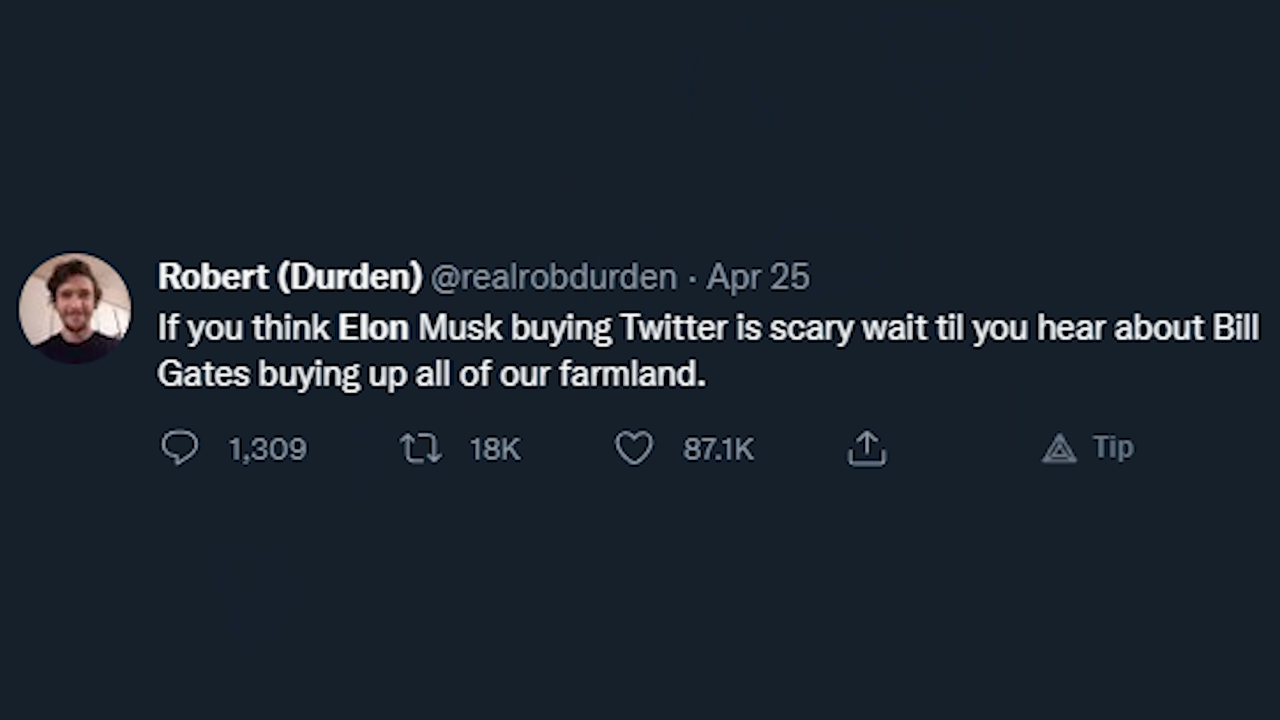 Robert (Durden) @realrobdurden · Apr 25
If you think Elon Musk buying Twitter is scary wait til you hear about Bill
Gates buying up all of our farmland.
1,309 18K 87.1K Tip